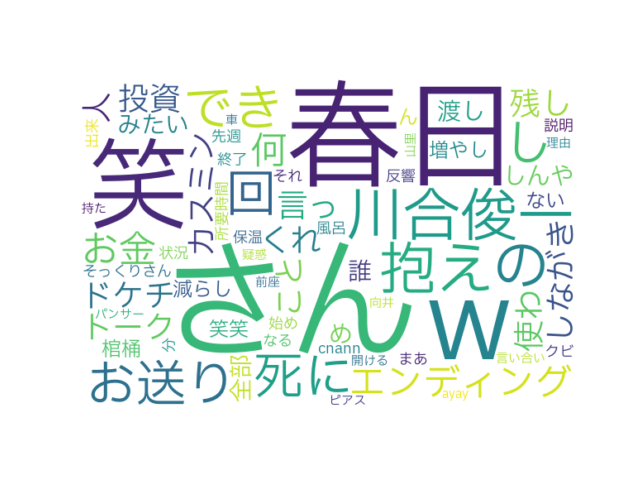 人
投資
みたい
でき
渡し
残し
出来
車
先週
何
ん
山里
増やし
説明
理由
笑
春日
し
終了
カスミン
回
それ
言っ
反響
しんや
持た
所要時間
川合俊一
ない
お金
状況
保温
くれ
風呂
抱え
の
しながき
そっくりさん
疑惑
さん
こと
誰
w
使わ
ドケチ
減らし
前座
向井
パンサー
トーク
笑笑
始め
め
棺桶
分
なる
cnann
まあ
言い合い
クビ
お送り
全部
死に
開ける
エンディング
ピアス
ayay